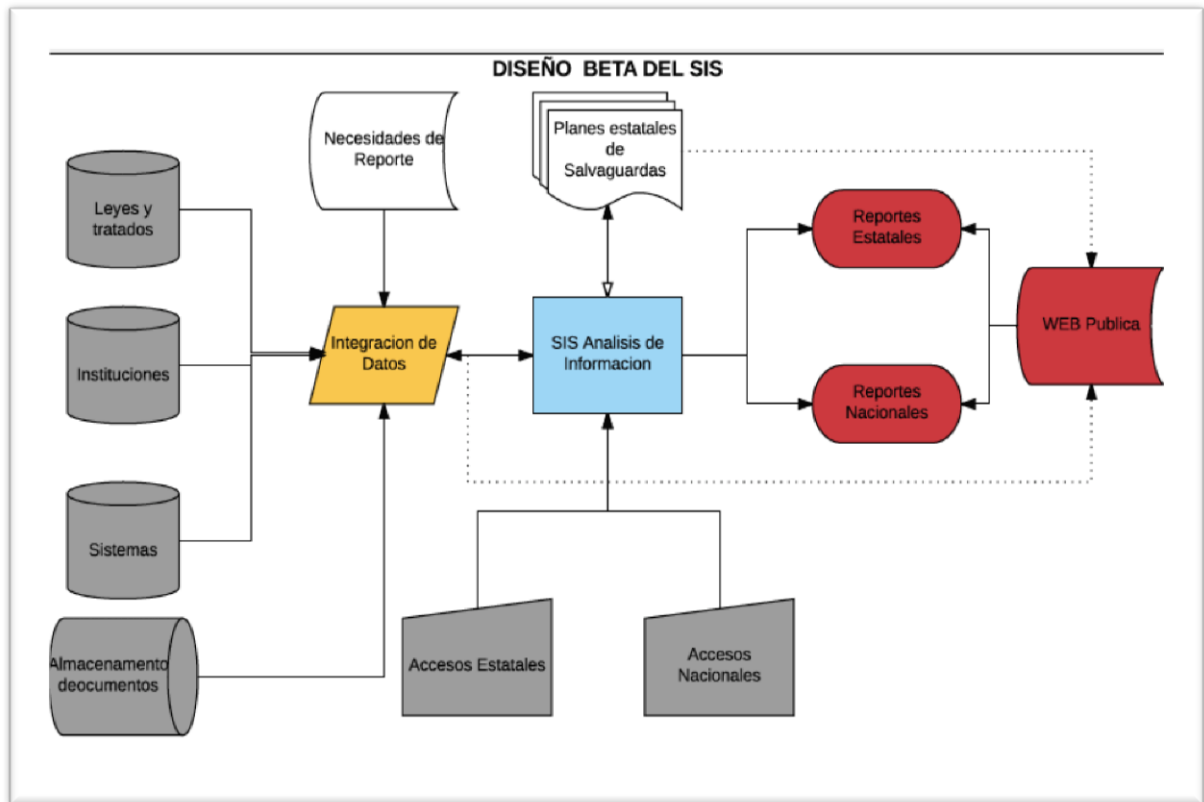 DISEÑO BETA DEL SIS
Necesidades de
Reporte
Planes estatales
de
Salvaguardas
Leyes y
tratados
Reportes
Estatales
Integracion de
Datos
SIS Analisis de
Informacion
WEB Publica
Instituciones
Reportes
Nacionales
Sistemas
Almacenamento
deocumentos
Accesos Estatales
Accesos
Nacionales